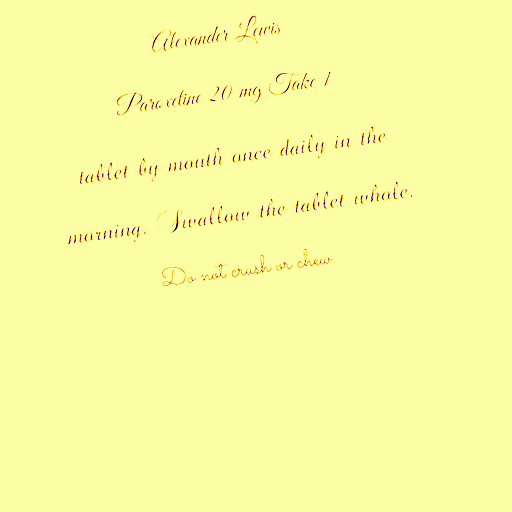 Alexander Lewis
Paroxetine 20 mg Take 1
tablet by mouth once daily in the
morning. Swallow the tablet whole.
Do not crush or chew.